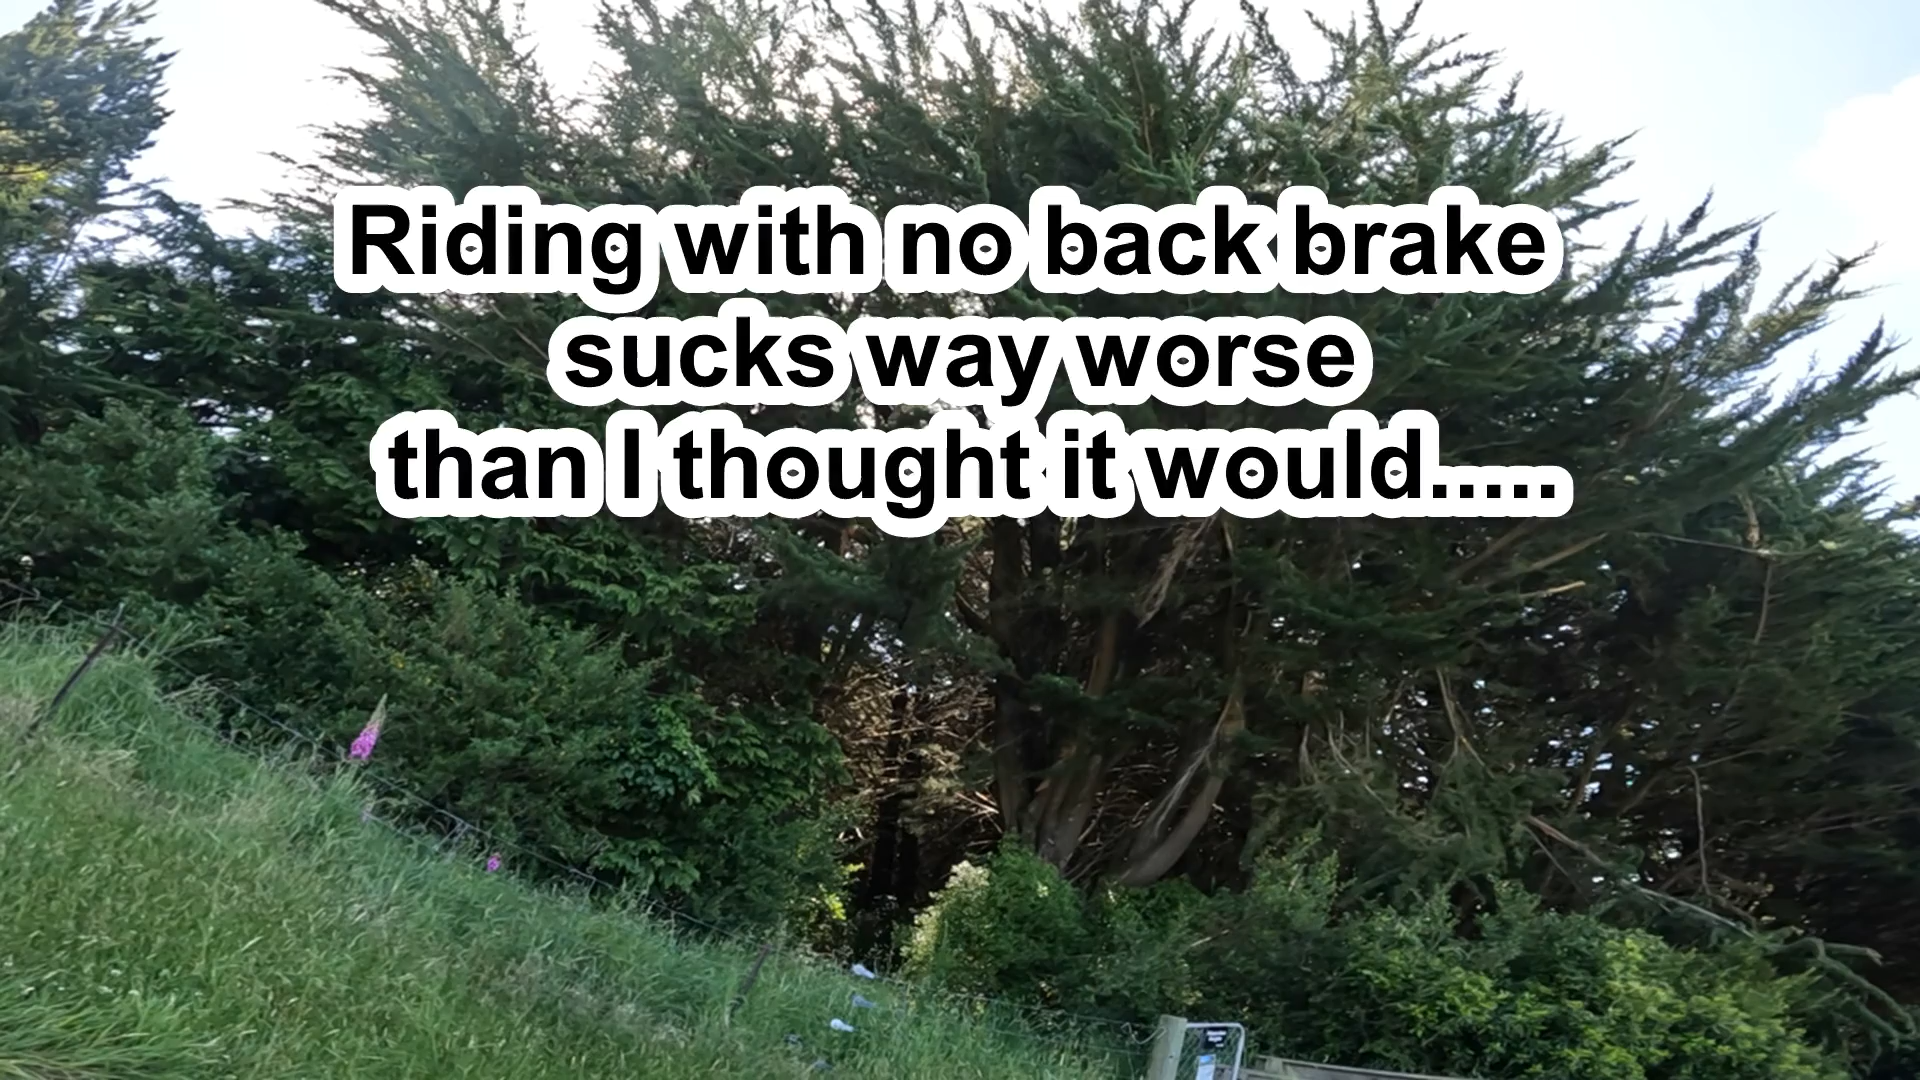 Riding with no back brake
sucks way worse
than I thought it would.....